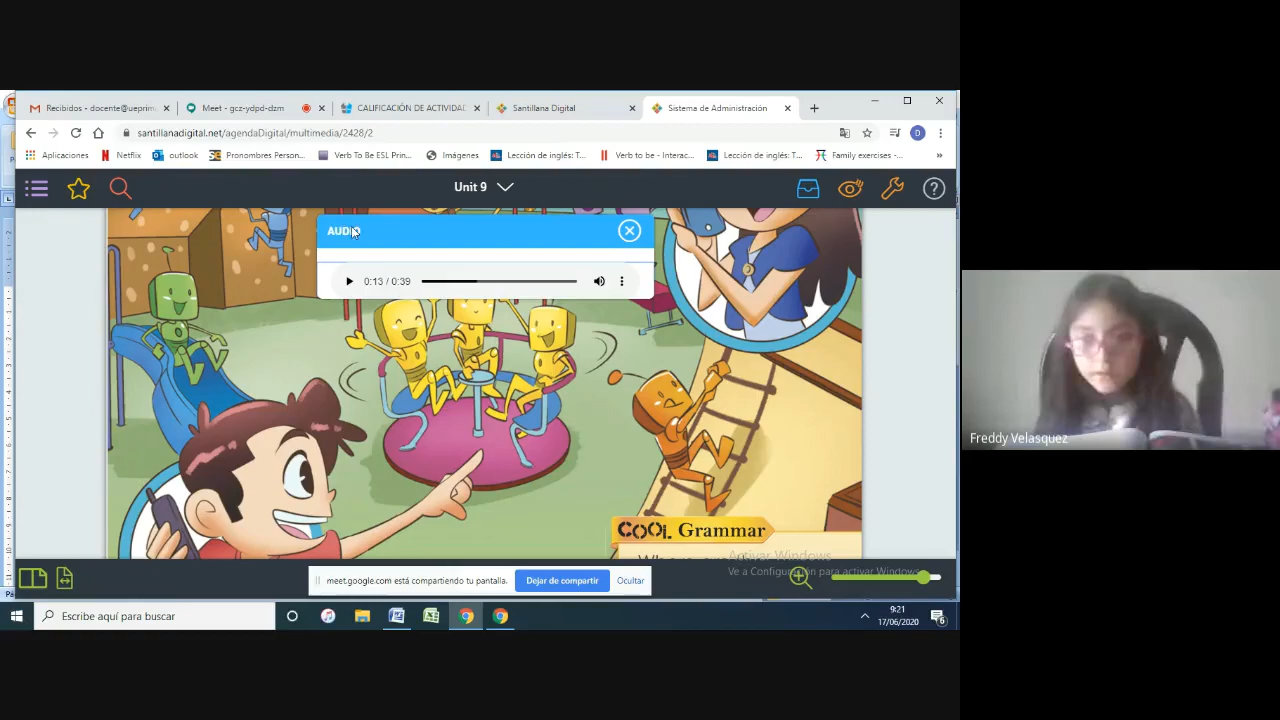 Recibidos - docente@ueprim
Meet - gcz-ydpd-dzm
CALIFICACIÓN DE ACTIVIDAD
Santillana Digital
Sistema de Administración
santillanadigital.net/agendaDigital/multimedia/2428/2
Aplicaciones
Netflix
outlook
Pronombres Person...
Verb To Be ESL Prin...
Imágenes
Lección de inglés: T...
Verb to be - Interac...
Lección de inglés: T...
Family exercises -...
Unit 9
AUDIO
0:13 / 0:39
Freddy Velasquez
COOL Grammar
Activar Windows
Ve a Configuración para activar Windows.
meet.google.com está compartiendo tu pantalla.
Dejar de compartir
Ocultar
Escribe aquí para buscar
9:21
17/06/2020
6